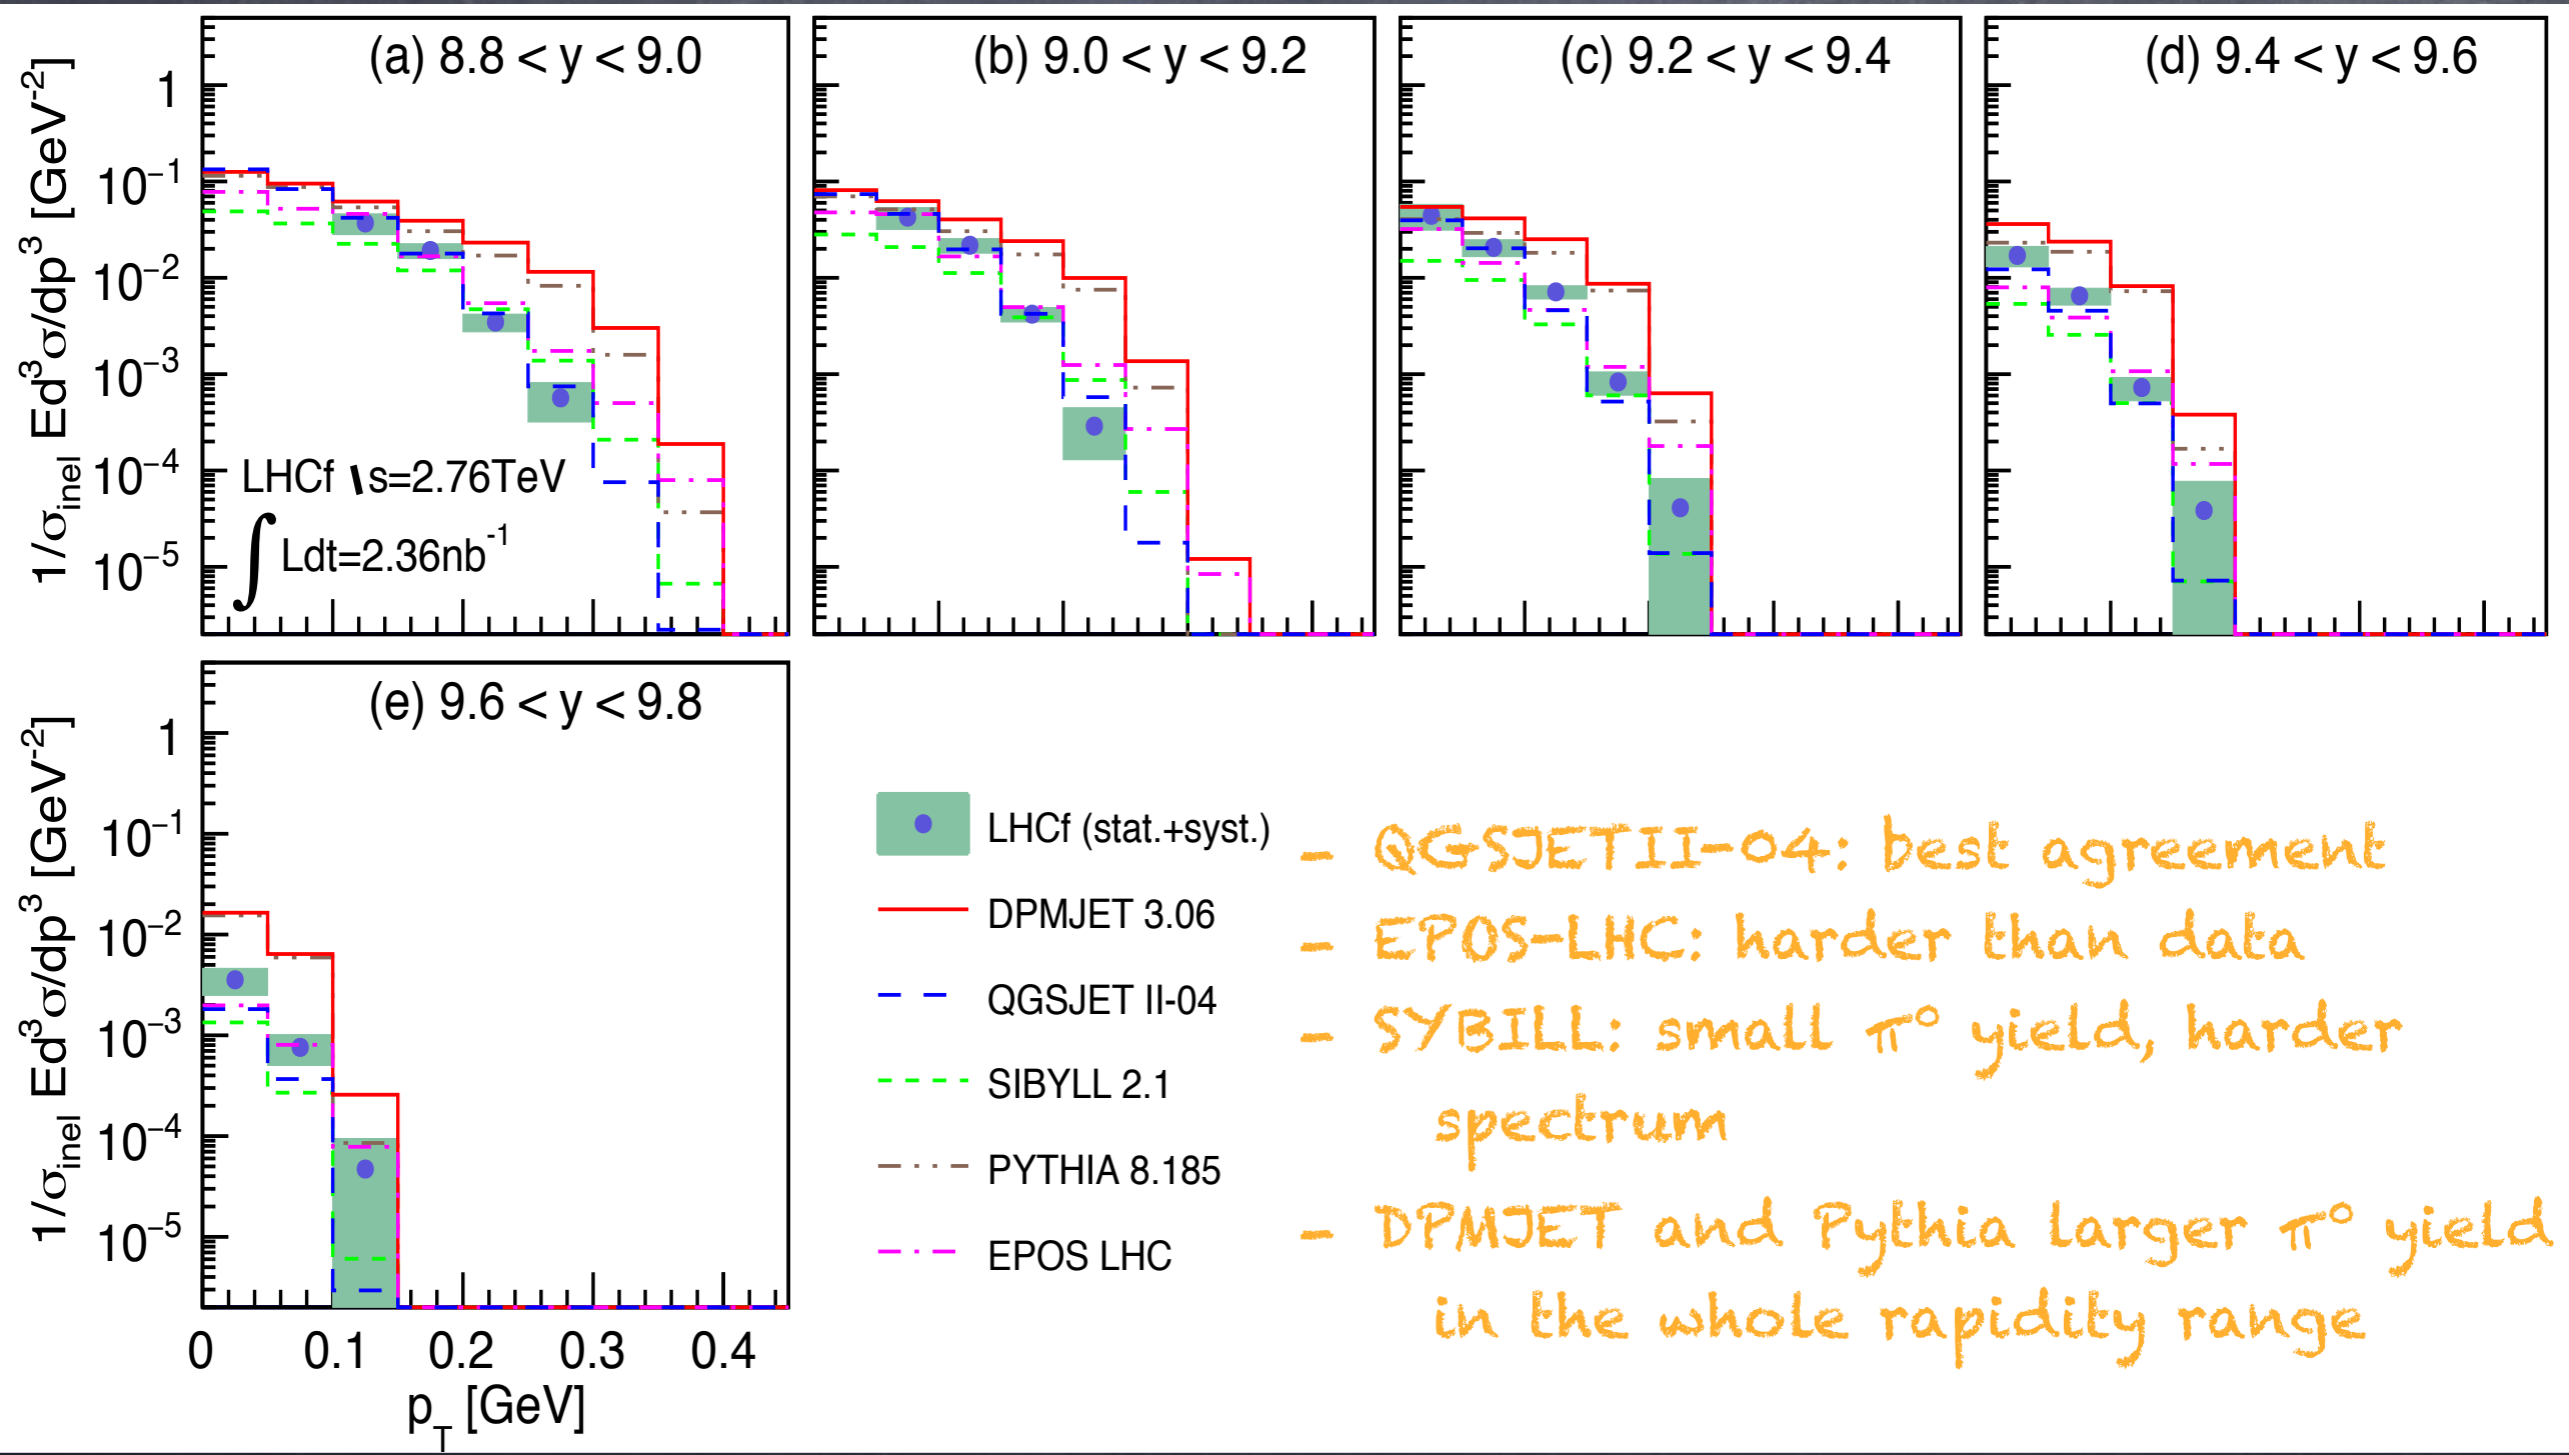 (a) 8.8 < y < 9.0
(b) 9.0 < y < 9.2
(c) 9.2 < y < 9.4
(d) 9.4 < y < 9.6
1/σ_inel Ed³σ/dp³ [GeV⁻²]
1
10⁻¹
10⁻²
10⁻³
10⁻⁴
10⁻⁵
LHCf √s=2.76TeV
∫ Ldt=2.36nb⁻¹
(e) 9.6 < y < 9.8
1/σ_inel Ed³σ/dp³ [GeV⁻²]
1
10⁻¹
10⁻²
10⁻³
10⁻⁴
10⁻⁵
0 0.1 0.2 0.3 0.4
p_T [GeV]
LHCf (stat.+syst.)
DPMJET 3.06
QGSJET II-04
SIBYLL 2.1
PYTHIA 8.185
EPOS LHC
- QGSJETII-04: best agreement
- EPOS-LHC: harder than data
- SYBILL: small π⁰ yield, harder
spectrum
- DPMJET and Pythia larger π⁰ yield
in the whole rapidity range